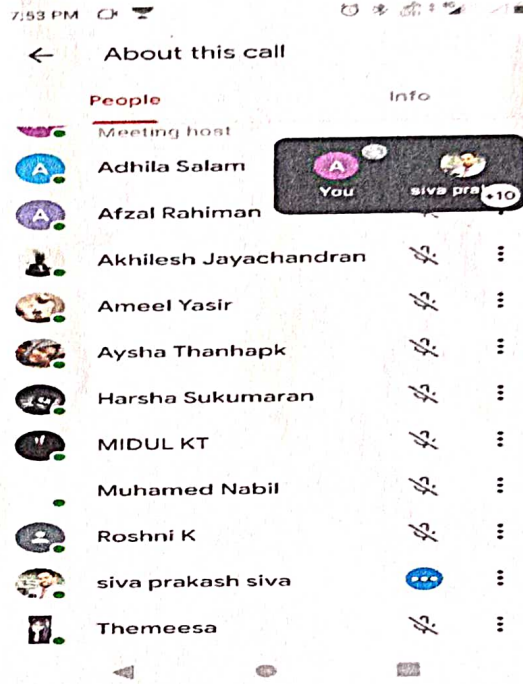 7:53 PM
About this call
People
Info
Meeting host
Adhila Salam
A
You
siva pra
+10
A
Afzal Rahiman
A
Akhilesh Jayachandran
Ameel Yasir
Aysha Thanhapk
Harsha Sukumaran
MIDUL KT
Muhamed Nabil
Roshni K
siva prakash siva
Themeesa